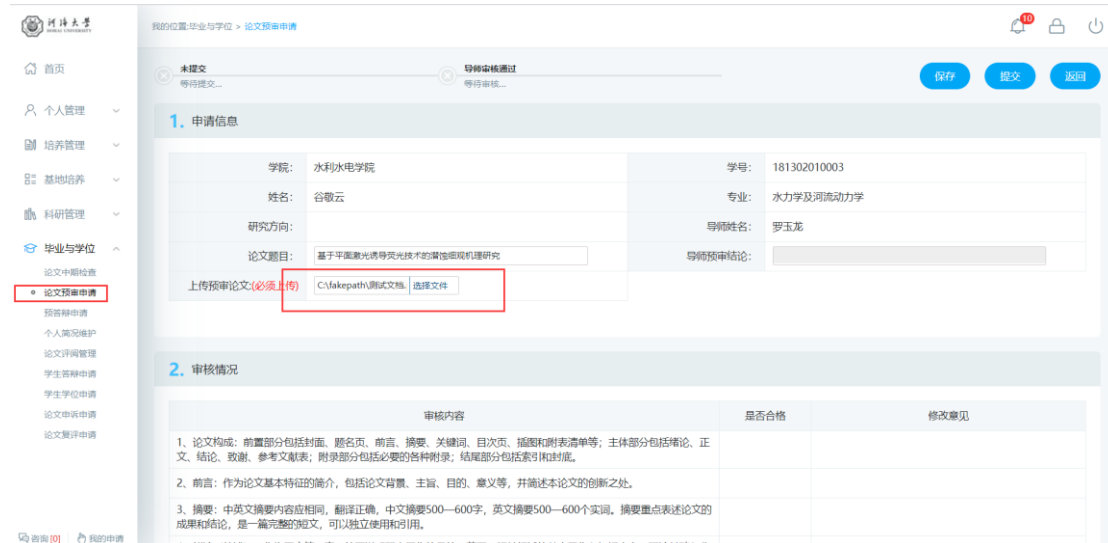 河海大学
HOHAI UNIVERSITY
我的位置:毕业与学位 > 论文预审申请
10
首页
个人管理
培养管理
基地培养
科研管理
毕业与学位
论文中期检查
论文预审申请
预答辩申请
个人简况维护
论文评阅管理
学生答辩申请
学生学位申请
论文申诉申请
论文复评申请
咨询[0] 我的申请
未提交
等待提交...
导师审核通过
等待审核...
保存 提交 返回
1. 申请信息
学院: 水利水电学院 学号: 181302010003
姓名: 谷敬云 专业: 水力学及河流动力学
研究方向: 导师姓名: 罗玉龙
论文题目: 基于平面激光诱导荧光技术的潜蚀细观机理研究 导师预审结论:
上传预审论文:(必须上传) C:\fakepath\测试文档. 选择文件
2. 审核情况
审核内容 是否合格 修改意见
1、论文构成: 前置部分包括封面、题名页、前言、摘要、关键词、目次页、插图和附表清单等; 主体部分包括绪论、正
文、结论、致谢、参考文献表; 附录部分包括必要的各种附录; 结尾部分包括索引和封底。
2、前言: 作为论文基本特征的简介, 包括论文背景、主旨、目的、意义等, 并简述本论文的创新之处。
3、摘要: 中英文摘要内容应相同, 翻译正确, 中文摘要500—600字, 英文摘要500—600个实词。摘要重点表述论文的
成果和结论, 是一篇完整的短文, 可以独立使用和引用。